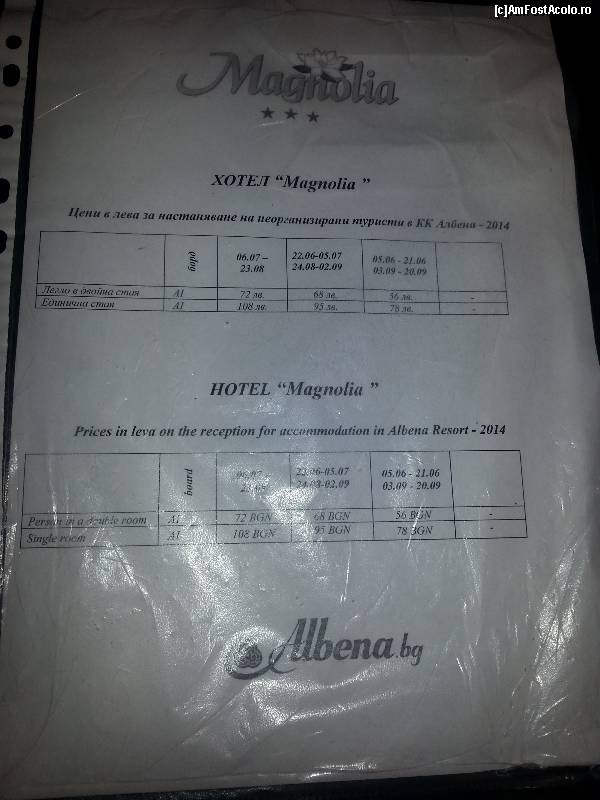 [c]AmFostAcolo.ro
Magnolia
ХОТЕЛ "Magnolia "
Цени в лева за настаняване на неорганизирани туристи в КК Албена - 2014
борд 06.07 – 23.08 22.06-05.07 24.08-02.09 05.06 - 21.06 03.09 - 20.09
Легло в двойна стая AI 72 лв. 68 лв. 56 лв. -
Единична стая AI 108 лв. 95 лв. 78 лв. -
HOTEL "Magnolia "
Prices in leva on the reception for accommodation in Albena Resort - 2014
board 06.07 22.06-05.07 24.08-02.09 05.06 - 21.06 03.09 - 20.09
Person in a double room AI 72 BGN 68 BGN 56 BGN -
Single room AI 108 BGN 95 BGN 78 BGN -
Albena.bg